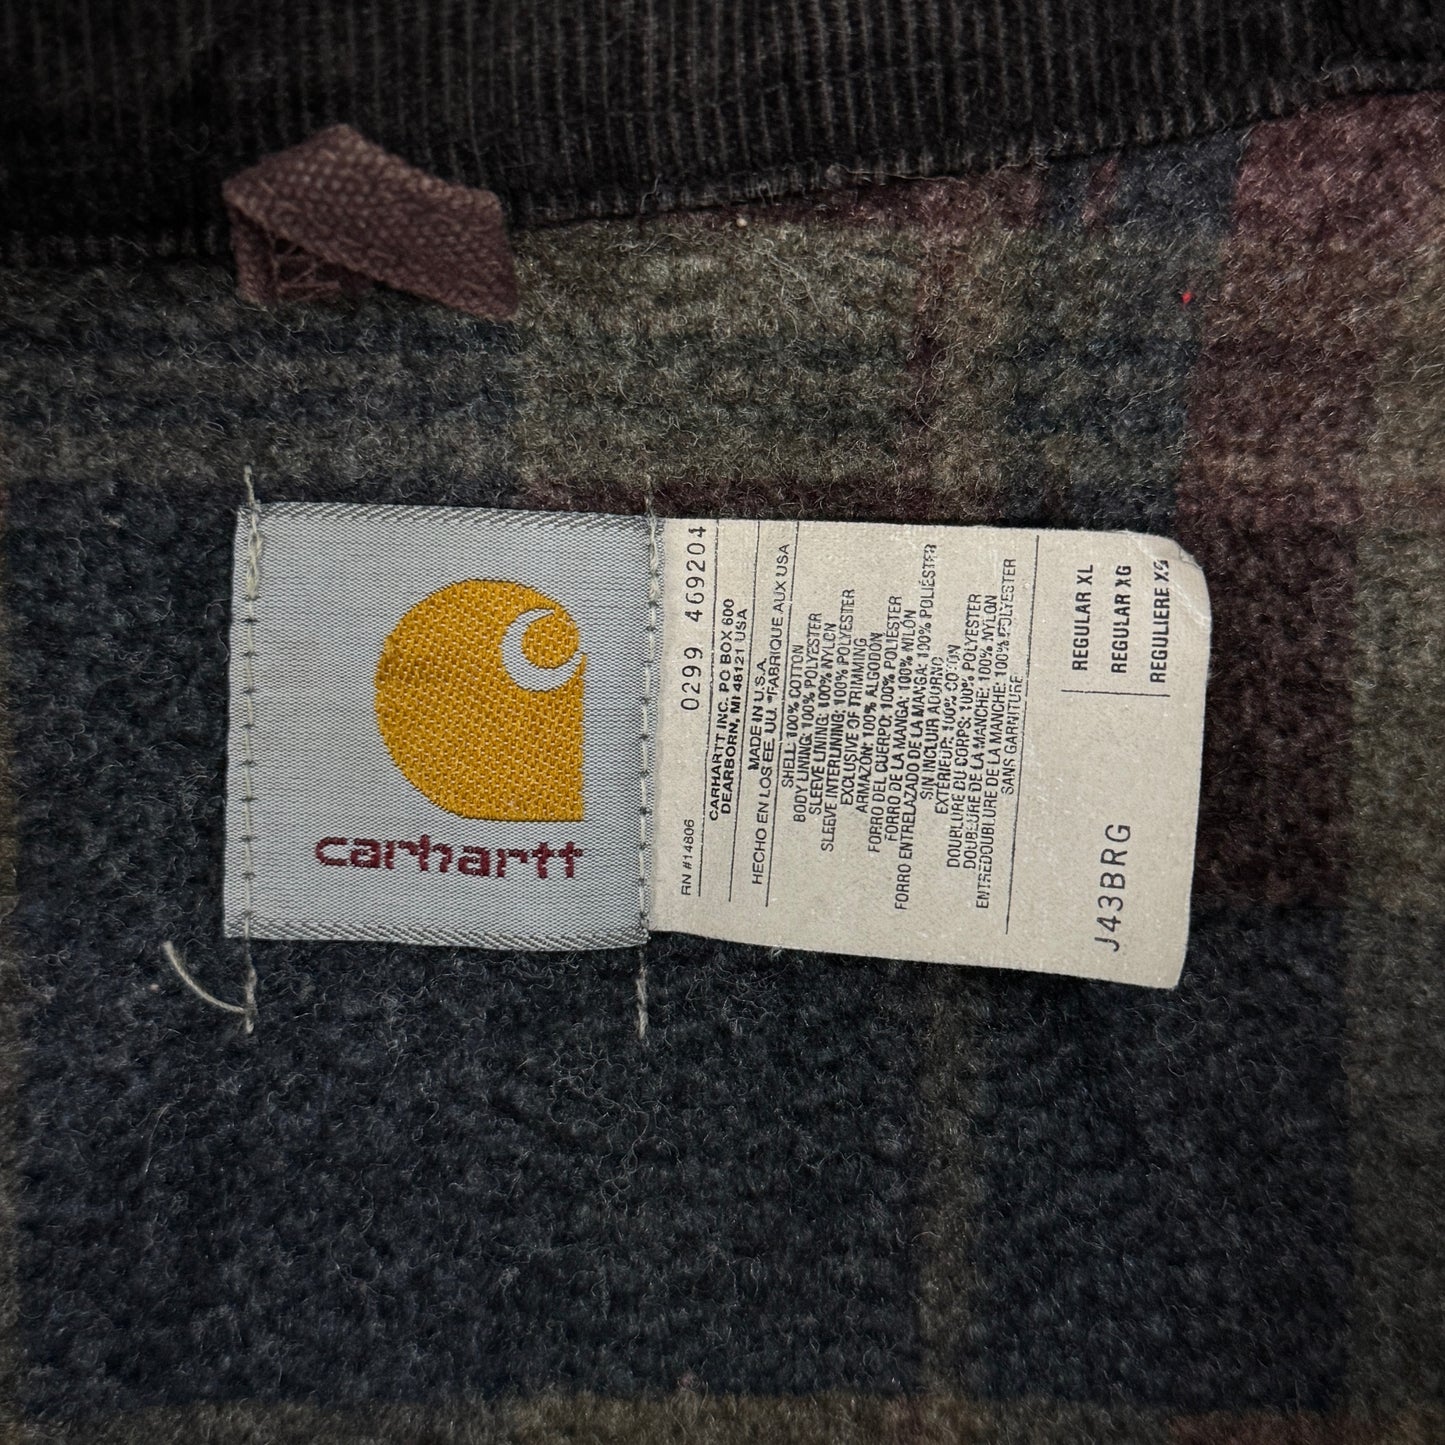 carhartt
0299 469204
RN #14806
CARHARTT INC. PO BOX 600
DEARBORN, MI 48121 USA
MADE IN U.S.A.
HECHO EN LOS EE. UU. *FABRIQUE AUX USA
SHELL: 100% COTTON
BODY LINING: 100% POLYESTER
SLEEVE LINING: 100% NYLON
SLEEVE INTERLINING: 100% POLYESTER
EXCLUSIVE OF TRIMMING
ARMAZON: 100% ALGODON
FORRO DEL CUERPO: 100% POLIESTER
FORRO DE LA MANGA: 100% NILON
FORRO ENTRELAZADO DE LA MANGA: 100% POLIESTER
SIN INCLUIR ADORNO
EXTERIEUR: 100% COTON
DOUBLURE DU CORPS: 100% POLYESTER
DOUBLEURE DE LA MANCHE: 100% NYLON
ENTREDOUBLURE DE LA MANCHE: 100% POLYESTER
SANS GARNITURE
REGULAR XL
REGULAR XG
REGULIERE XG
J43BRG